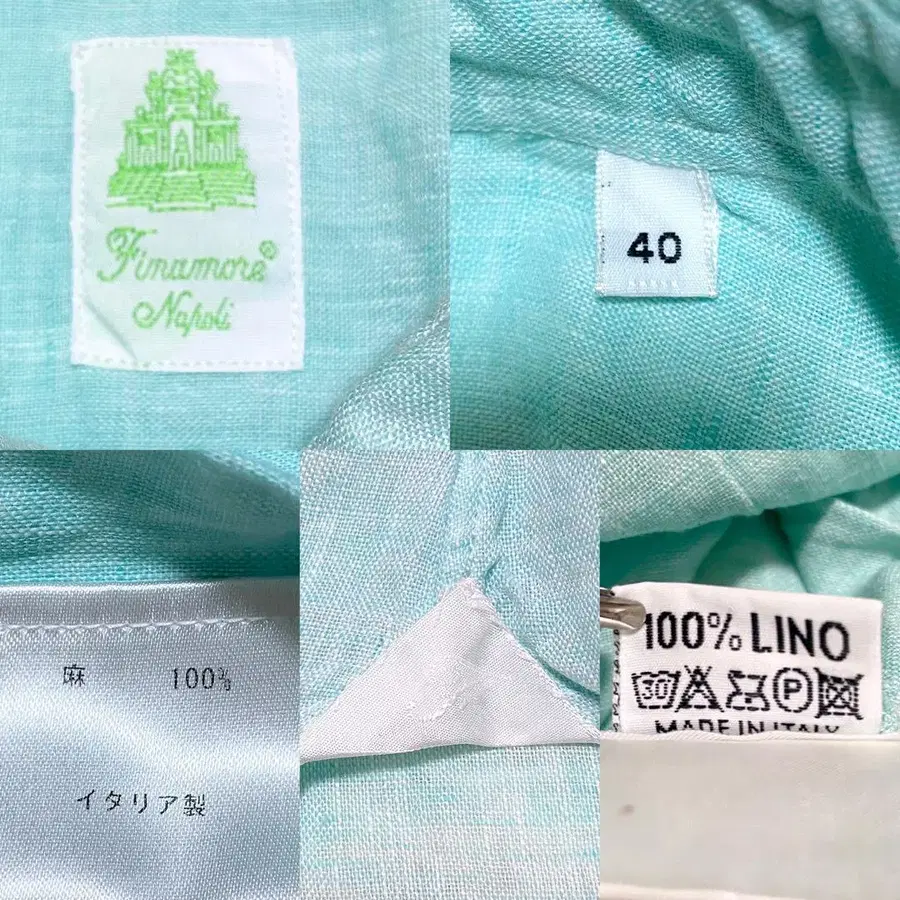 Finamore®
Napoli
40
麻 100%
イタリア製
100% LINO
30 P
MADE IN ITALY